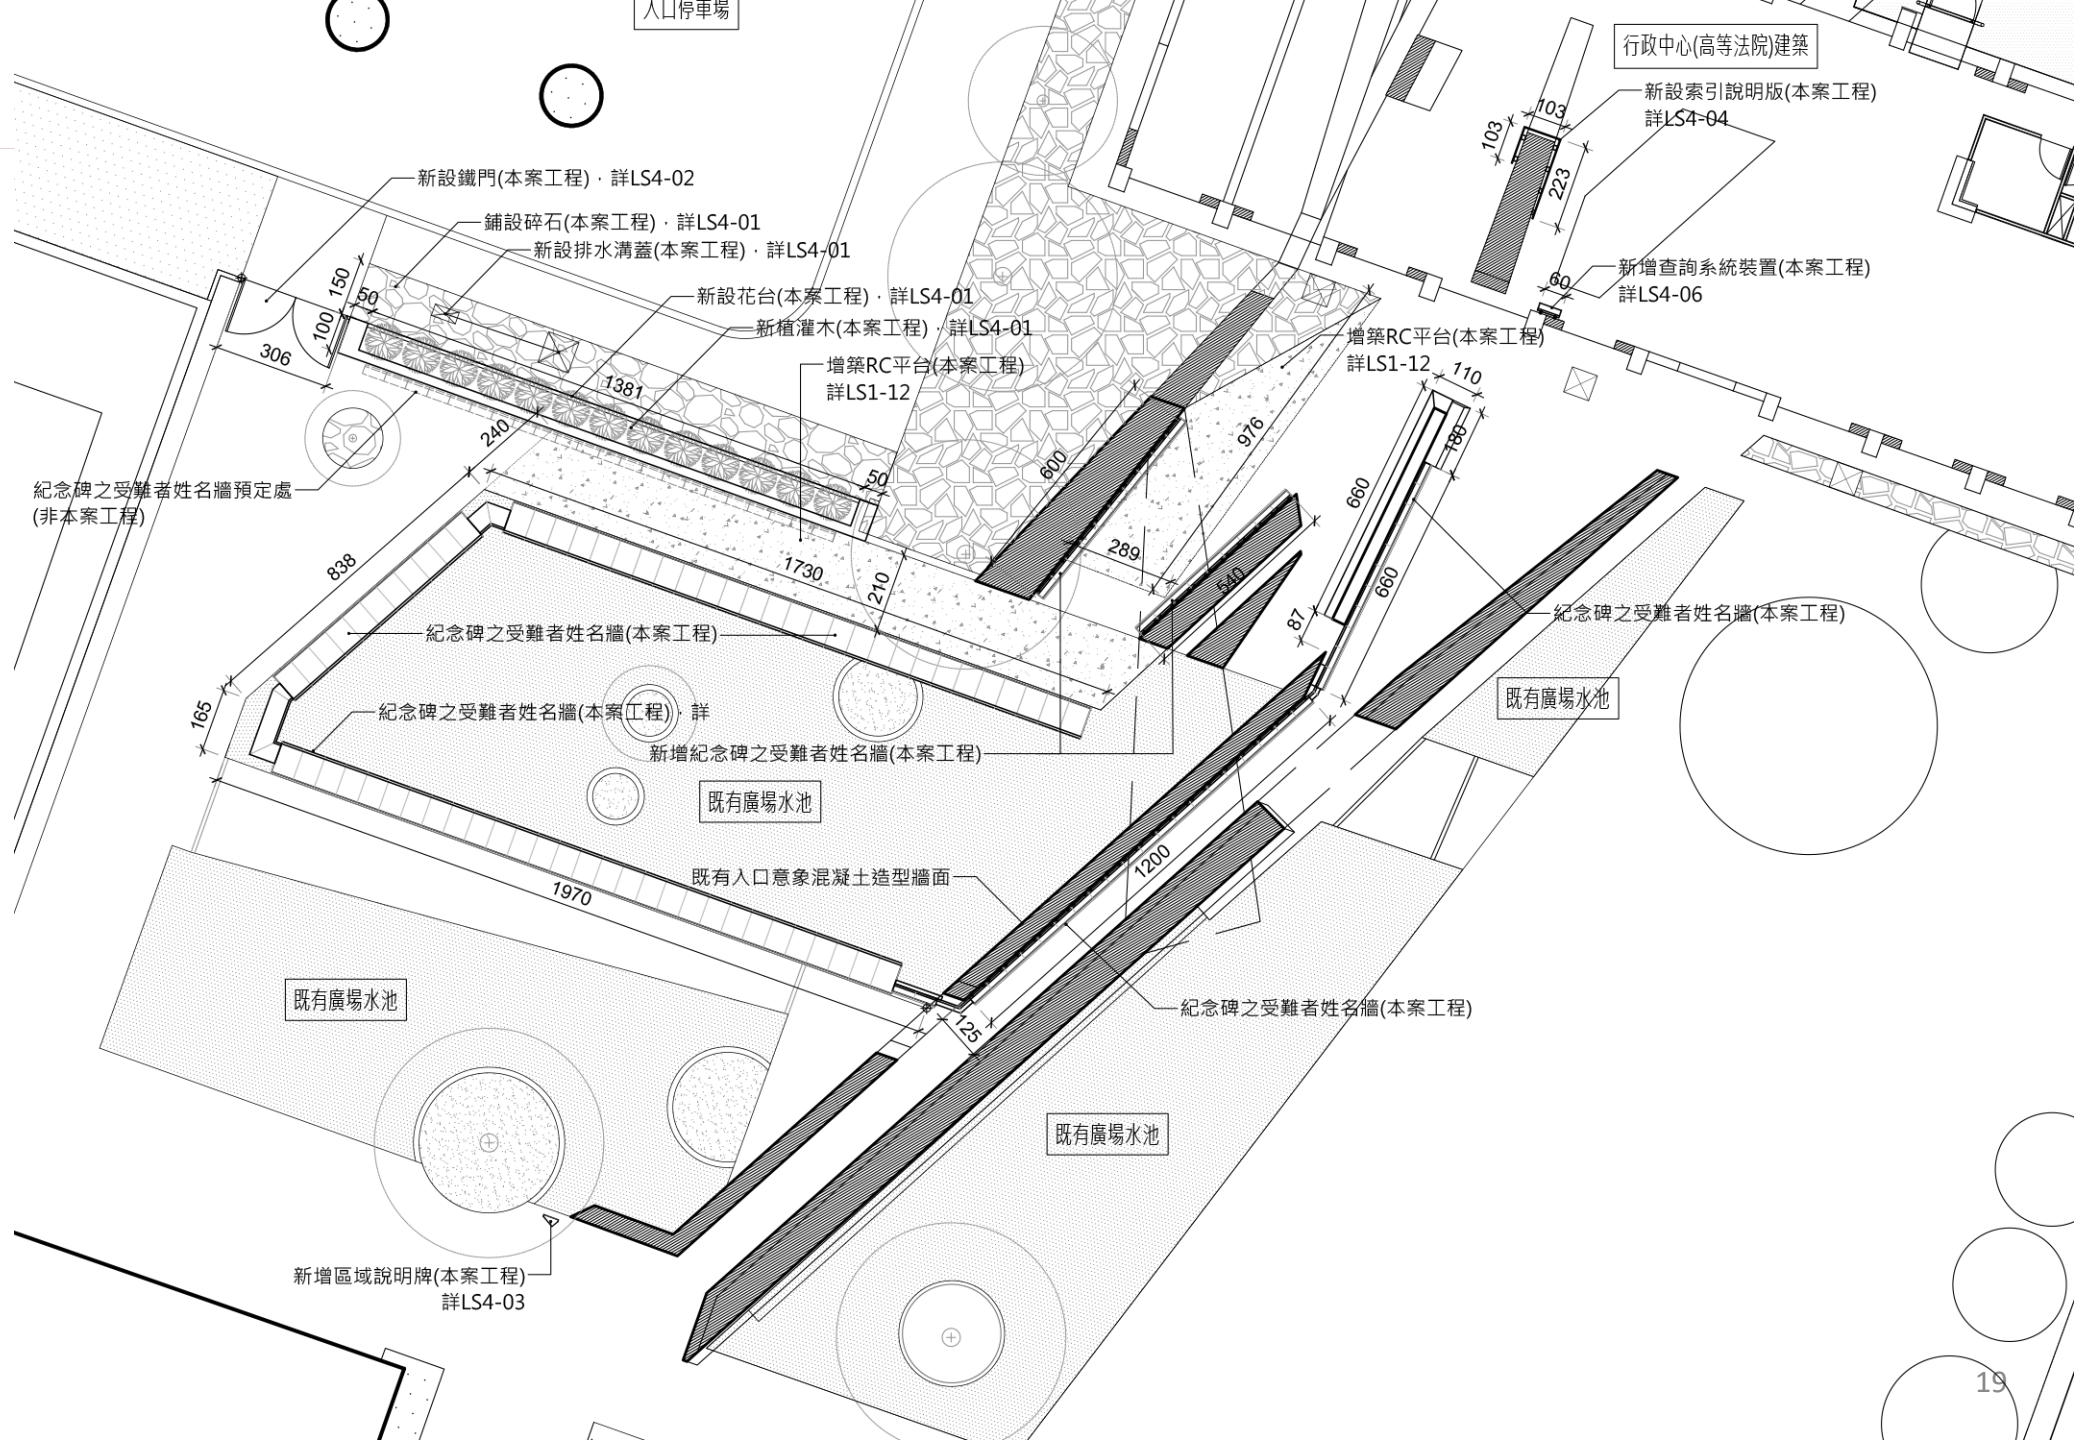 入口停車場
行政中心(高等法院)建築
新設索引說明版(本案工程)
詳LS4-04
103
103
223
新設鐵門(本案工程)．詳LS4-02
鋪設碎石(本案工程)．詳LS4-01
新設排水溝蓋(本案工程)．詳LS4-01
新增查詢系統裝置(本案工程)
詳LS4-06
60
150
50
100
306
新設花台(本案工程)．詳LS4-01
新植灌木(本案工程)．詳LS4-01
增築RC平台(本案工程)
詳LS1-12
增築RC平台(本案工程)
詳LS1-12
110
1381
240
180
976
600
50
660
紀念碑之受難者姓名牆預定處
(非本案工程)
838
1730
210
289
540
660
87
紀念碑之受難者姓名牆(本案工程)
紀念碑之受難者姓名牆(本案工程)
165
紀念碑之受難者姓名牆(本案工程)．詳
既有廣場水池
新增紀念碑之受難者姓名牆(本案工程)
既有廣場水池
1970
既有入口意象混凝土造型牆面
1200
既有廣場水池
紀念碑之受難者姓名牆(本案工程)
125
既有廣場水池
新增區域說明牌(本案工程)
詳LS4-03
19